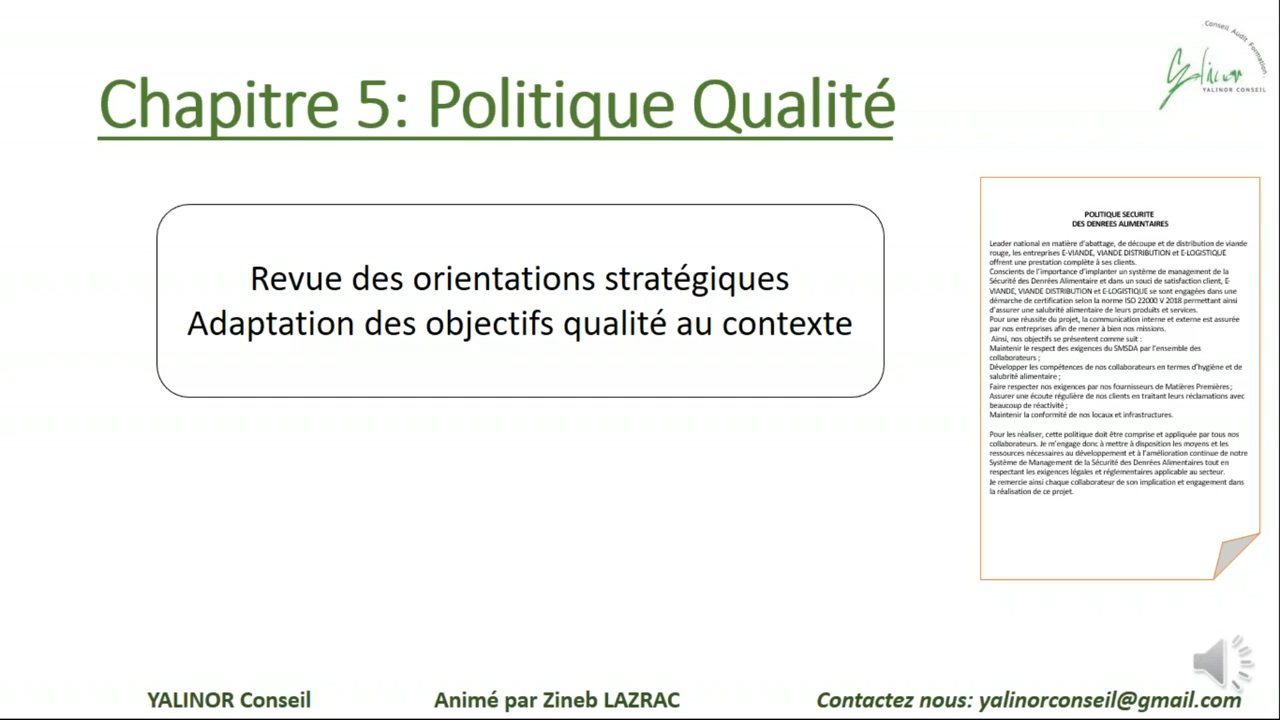 Conseil Audit Formation
Yalinor
YALINOR CONSEIL
Chapitre 5: Politique Qualité
Revue des orientations stratégiques
Adaptation des objectifs qualité au contexte
POLITIQUE SECURITE
DES DENREES ALIMENTAIRES
Leader national en matière d'abattage, de découpe et de distribution de viande
rouge, les entreprises E-VIANDE, VIANDE DISTRIBUTION et E-LOGISTIQUE
offrent une prestation complète à ses clients.
Conscients de l'importance d'implanter un système de management de la
Sécurité des Denrées Alimentaire et dans un souci de satisfaction client, E-
VIANDE, VIANDE DISTRIBUTION et E-LOGISTIQUE se sont engagées dans une
démarche de certification selon la norme ISO 22000 V 2018 permettant ainsi
d'assurer une salubrité alimentaire de leurs produits et services.
Pour une réussite du projet, la communication interne et externe est assurée
par nos entreprises afin de mener à bien nos missions.
Ainsi, nos objectifs se présentent comme suit :
Maintenir le respect des exigences du SMSDA par l'ensemble des
collaborateurs ;
Développer les compétences de nos collaborateurs en termes d'hygiène et de
salubrité alimentaire ;
Faire respecter nos exigences par nos fournisseurs de Matières Premières;
Assurer une écoute régulière de nos clients en traitant leurs réclamations avec
beaucoup de réactivité ;
Maintenir la conformité de nos locaux et infrastructures.
Pour les réaliser, cette politique doit être comprise et appliquée par tous nos
collaborateurs. Je m'engage donc à mettre à disposition les moyens et les
ressources nécessaires au développement et à l'amélioration continue de notre
Système de Management de la Sécurité des Denrées Alimentaires tout en
respectant les exigences légales et réglementaires applicable au secteur.
Je remercie ainsi chaque collaborateur de son implication et engagement dans
la réalisation de ce projet.
YALINOR Conseil
Animé par Zineb LAZRAC
Contactez nous: yalinorconseil@gmail.com